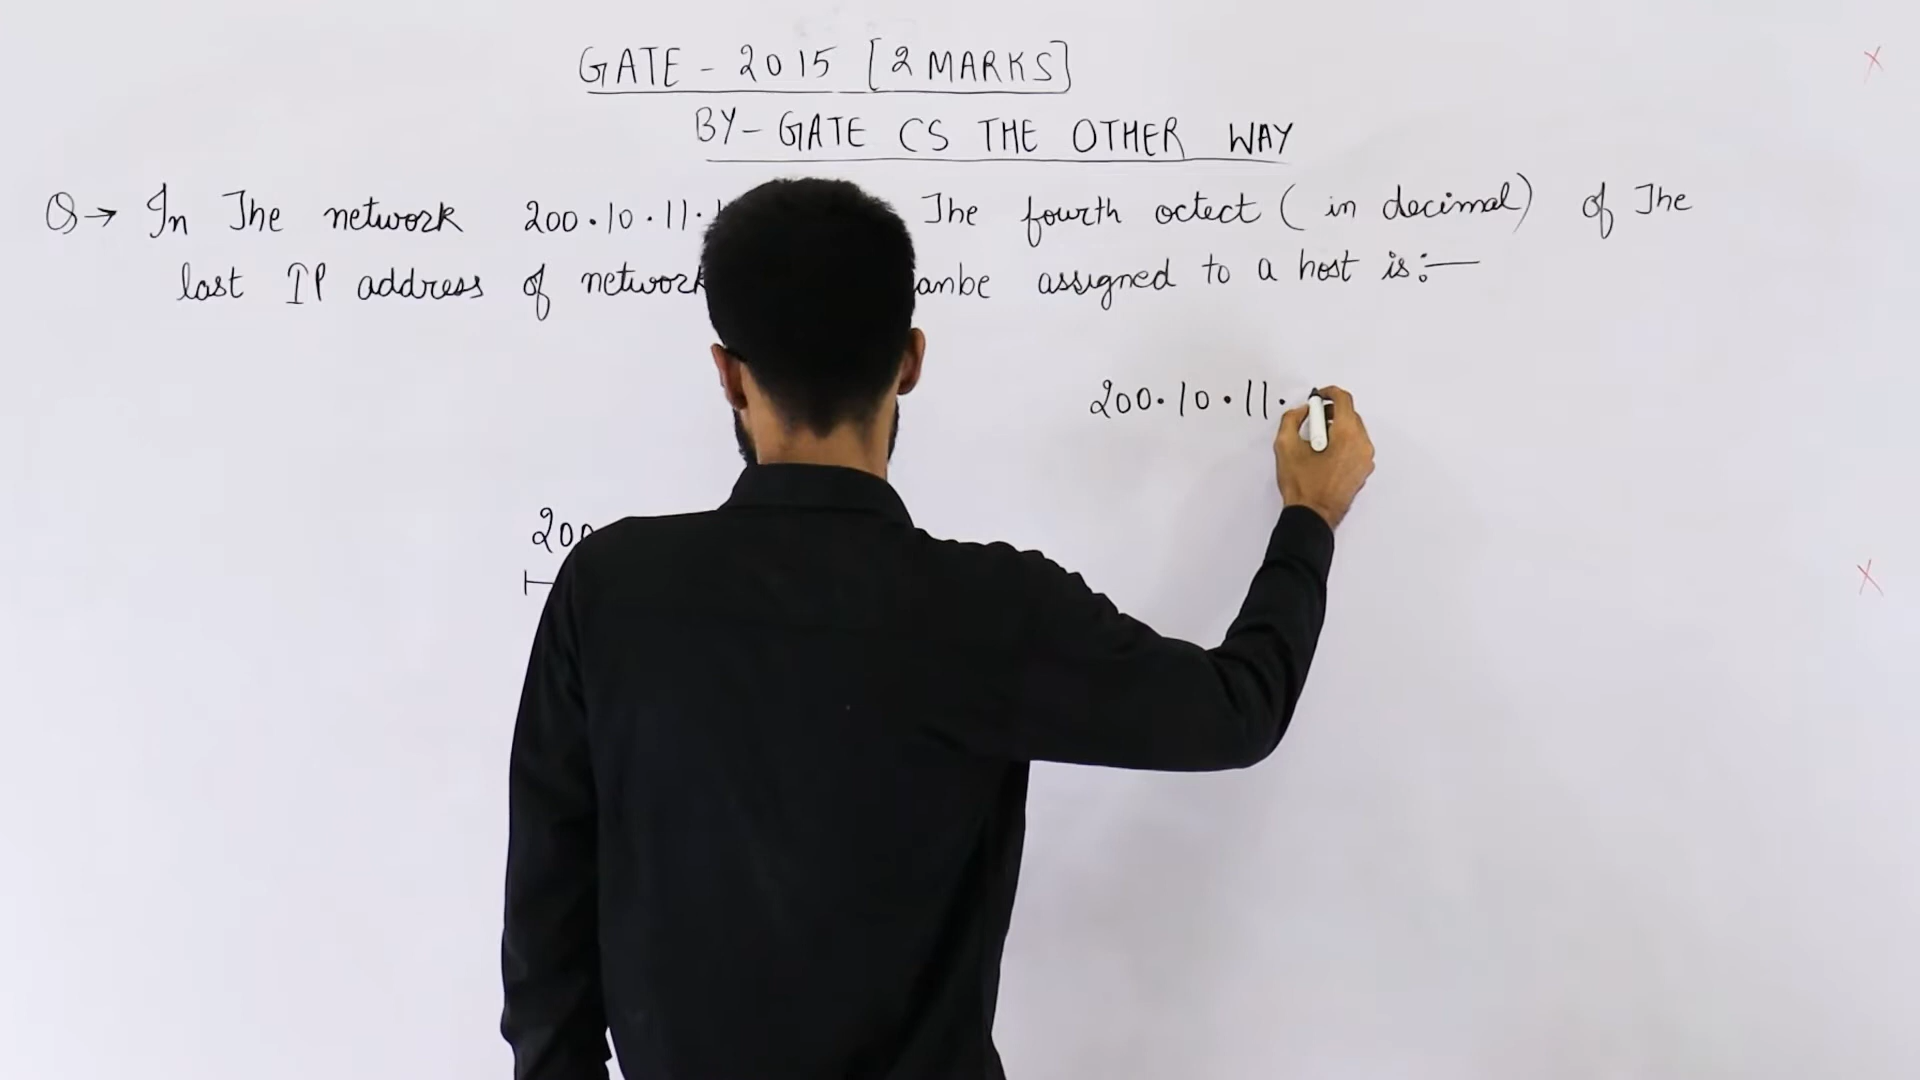 GATE - 2015 [2 MARKS]
BY - GATE CS THE OTHER WAY
Q → In The network 200.10.11. The fourth octect ( in decimal) of The
last IP address of network anbe assigned to a host is :—
200.10.11.
200